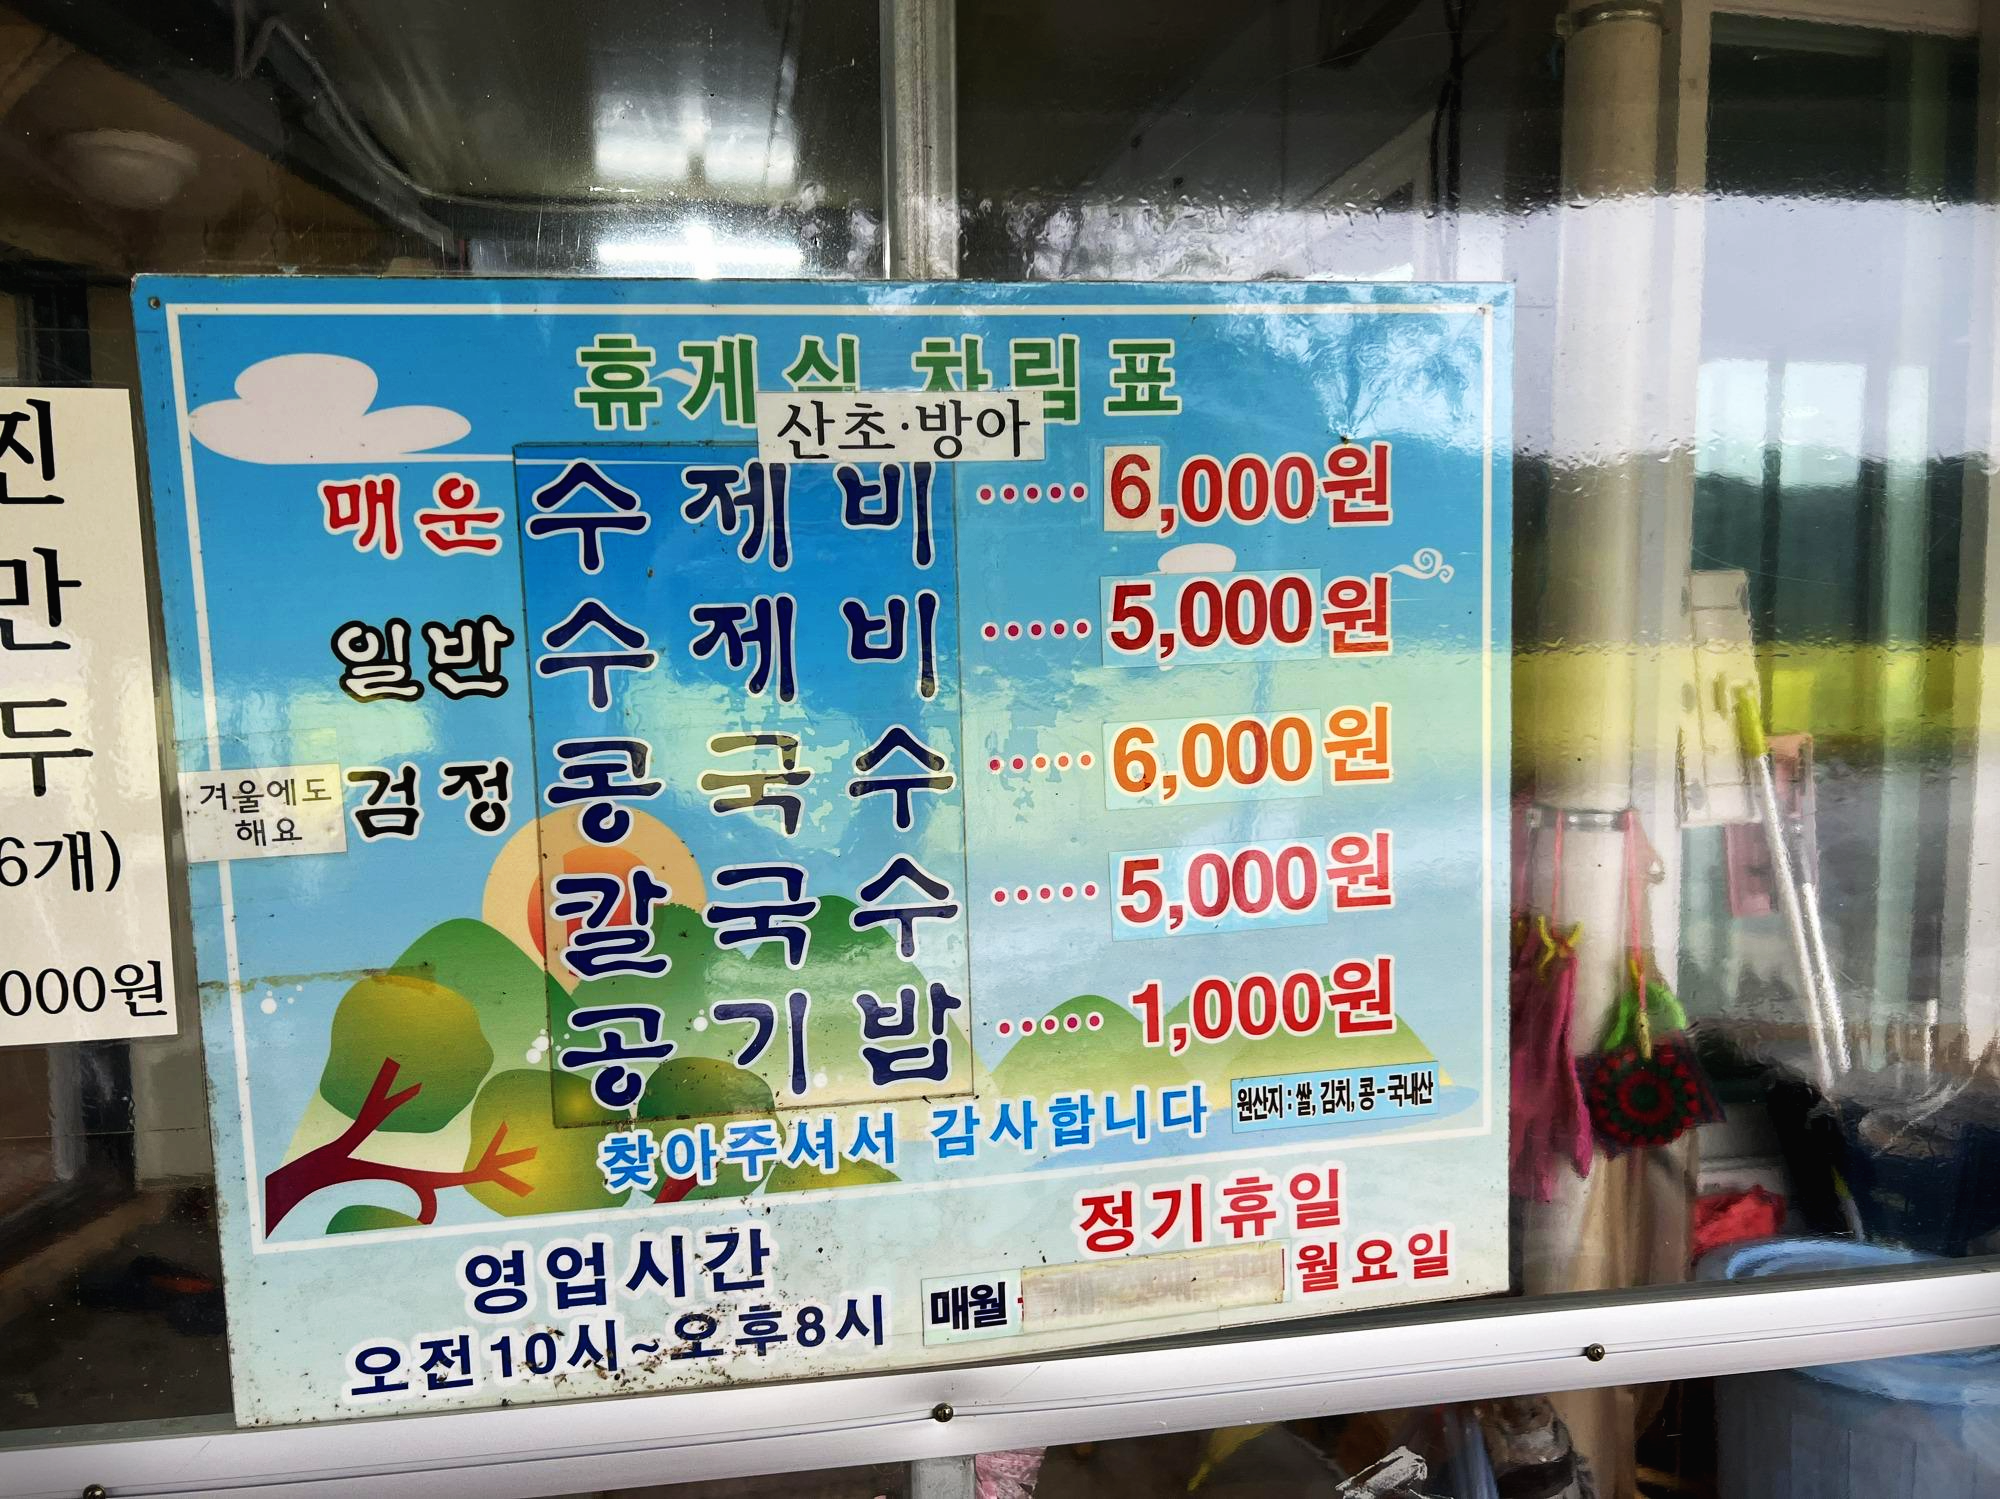 휴게실 차림표
산초·방아
매운 수제비 ····· 6,000원
일반 수제비 ····· 5,000원
겨울에도
해요
검정 콩국수 ····· 6,000원
칼국수 ····· 5,000원
공기밥 ····· 1,000원
찾아주셔서 감사합니다
원산지 : 쌀, 김치, 콩-국내산
영업시간
오전10시~오후8시
정기휴일
매월 월요일
진
만
두
6개)
000원